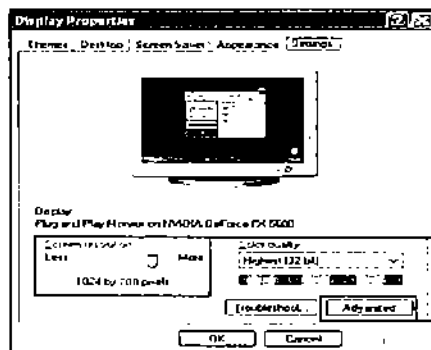 Display Properties
Themes Desktop Screen Saver Appearance Settings
Display
Plug and Play Monitor on NVIDIA GeForce FX 5500
Screen resolution
Less More
1024 by 768 pixels
Color quality
Highest (32 bit)
Troubleshoot... Advanced
OK Cancel